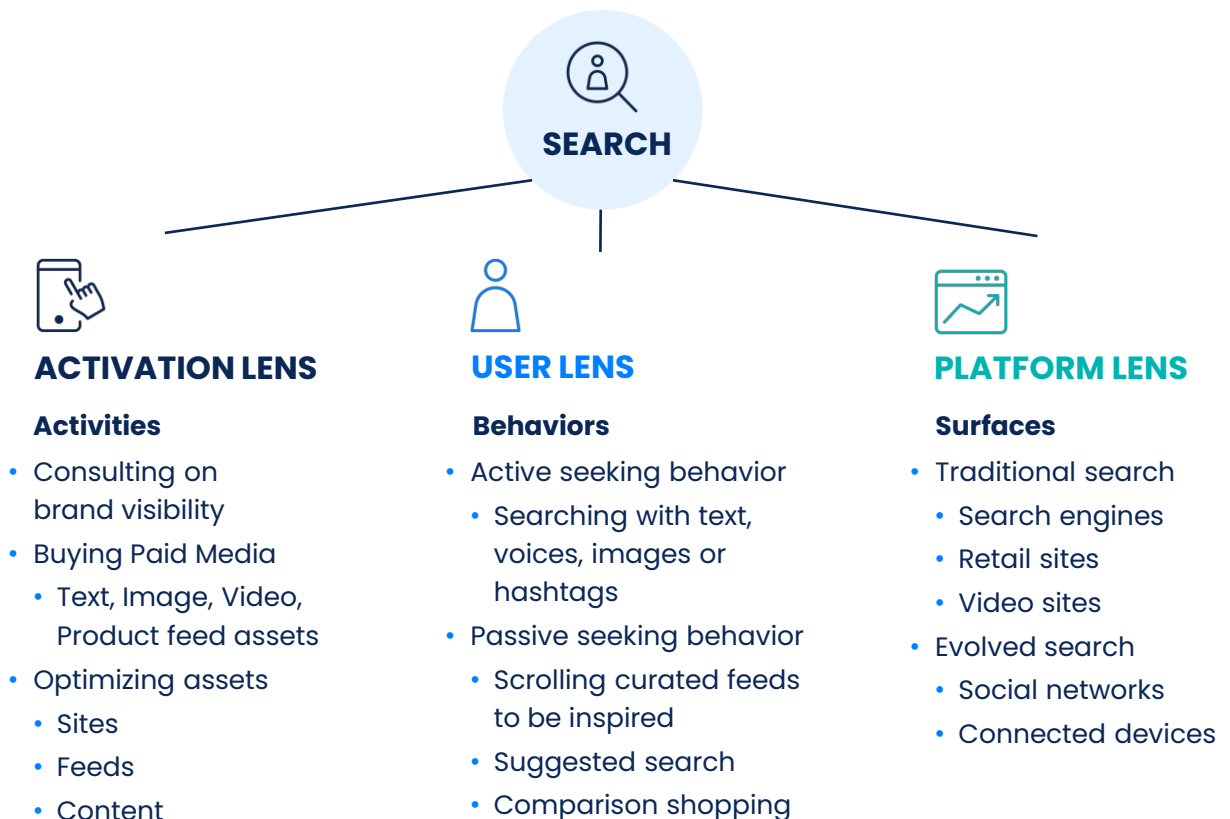 SEARCH
ACTIVATION LENS
Activities
• Consulting on
brand visibility
• Buying Paid Media
• Text, Image, Video,
Product feed assets
• Optimizing assets
• Sites
• Feeds
• Content
USER LENS
Behaviors
• Active seeking behavior
• Searching with text,
voices, images or
hashtags
• Passive seeking behavior
• Scrolling curated feeds
to be inspired
• Suggested search
• Comparison shopping
PLATFORM LENS
Surfaces
• Traditional search
• Search engines
• Retail sites
• Video sites
• Evolved search
• Social networks
• Connected devices